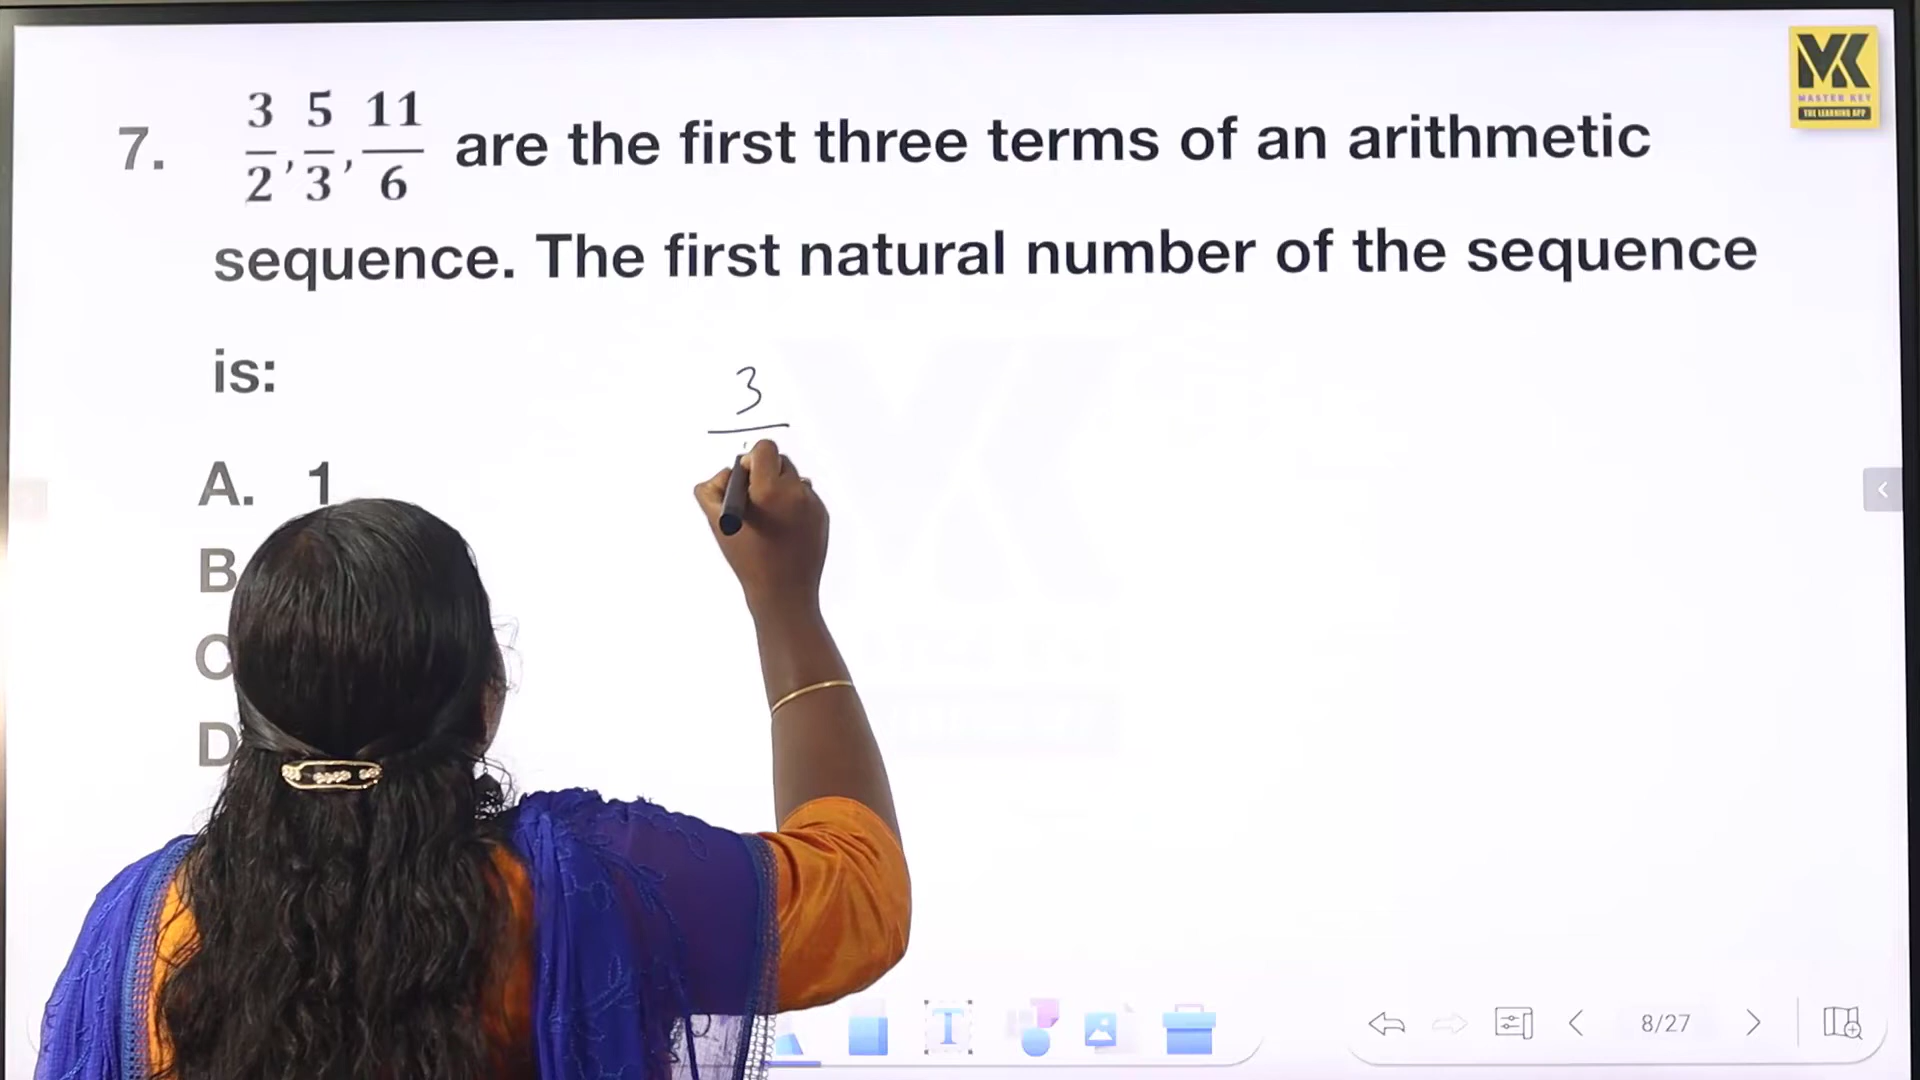 MK
MASTER KEY
THE LEARNING APP
7. 3/2, 5/3, 11/6 are the first three terms of an arithmetic
sequence. The first natural number of the sequence
is:
3
A. 1
B
C
D
T
8/27